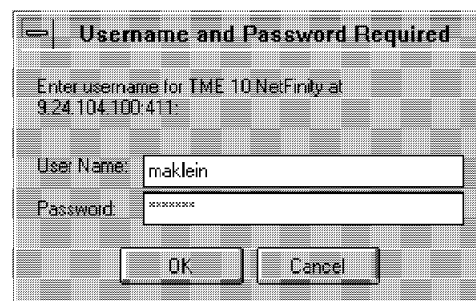 Username and Password Required
Enter username for TME 10 NetFinity at
9.24.104.100:411:
User Name: maklein
Password: *******
OK Cancel